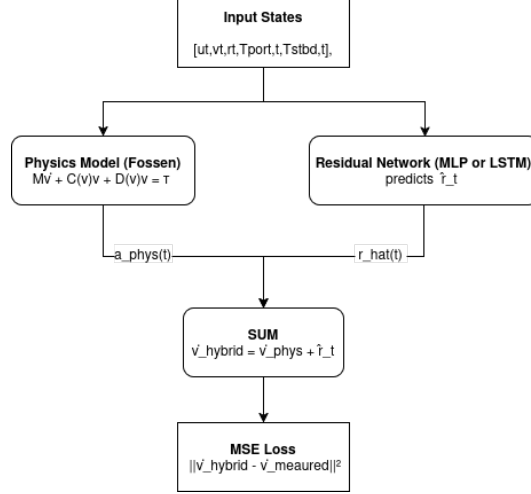 Input States
[ut,vt,rt,Tport,t,Tstbd,t],
Physics Model (Fossen)
Mv̇ + C(v)v + D(v)v = τ
Residual Network (MLP or LSTM)
predicts r̂_t
a_phys(t)
r_hat(t)
SUM
v̇_hybrid = v̇_phys + r̂_t
MSE Loss
||v̇_hybrid - v̇_meaured||²